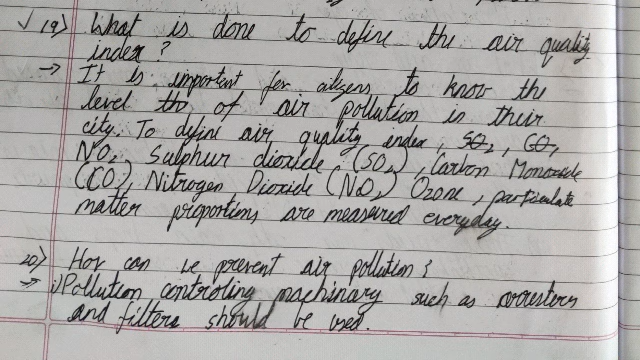 ✓ 19) What is done to define the air quality
index?
→ It is important for citizens to know the
level tho of air pollution in their
city. To define air quality index, SO2, CO,
NO2 Sulphur dioxide (SO2), Carbon Monoxide
(CO), Nitrogen Dioxide (NO2) Ozone, particulate
matter proportions are measured everyday.
20) How can we prevent air pollution?
→ i) Pollution controling machinary such as arresters
and filters should be used.